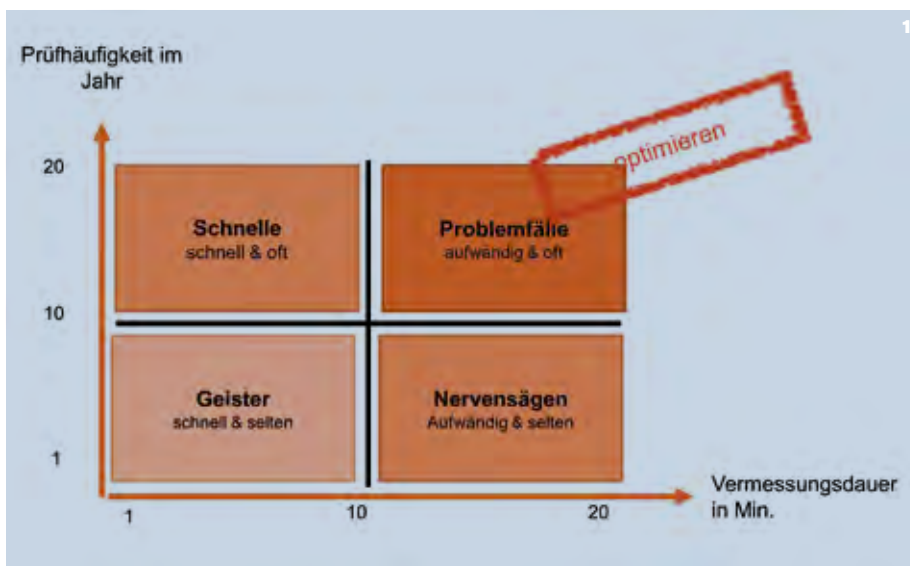 1
Prüfhäufigkeit im
Jahr
optimieren
20
Schnelle
schnell & oft
Problemfälle
aufwändig & oft
10
Geister
schnell & selten
Nervensägen
Aufwändig & selten
1
1
10
20
Vermessungsdauer
in Min.